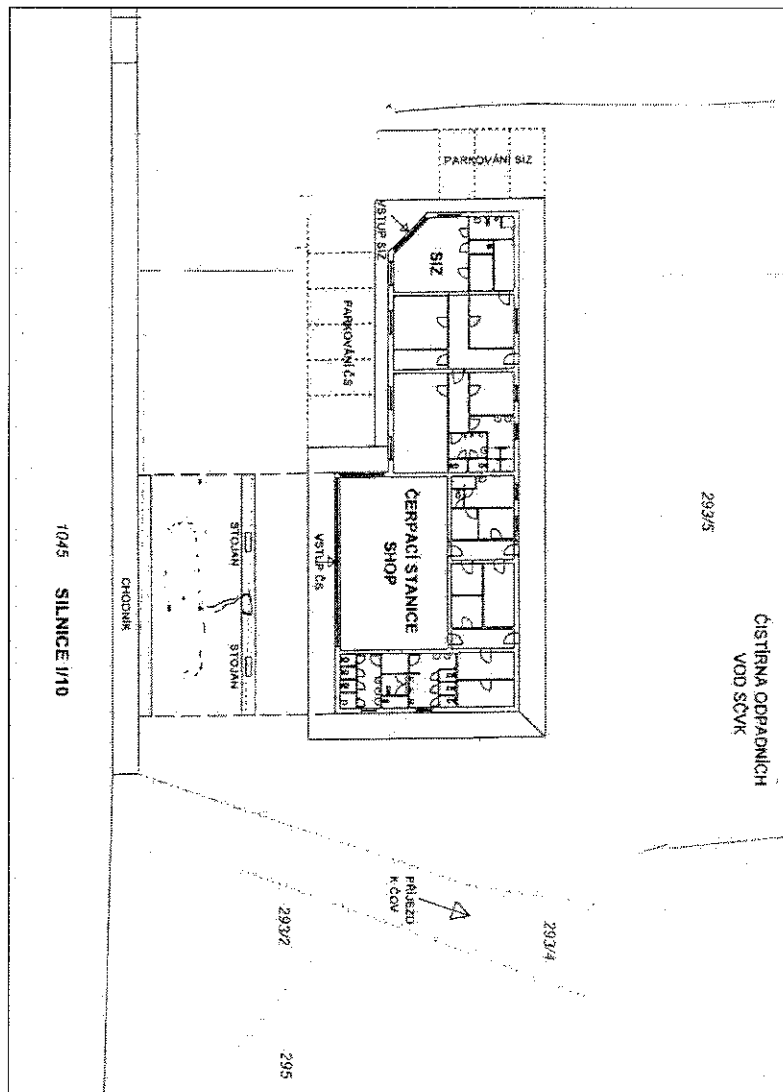 PARKOVÁNÍ SIZ
VSTUP SIZ
SIZ
PARKOVÁNÍ ČS
ČERPACÍ STANICE
SHOP
VSTUP ČS
STOJAN
STOJAN
CHODNÍK
1045 SILNICE I/10
293/5
ČISTÍRNA ODPADNÍCH
VOD SČVK
PŘÍJEZD
K ČOV
293/4
293/2
295